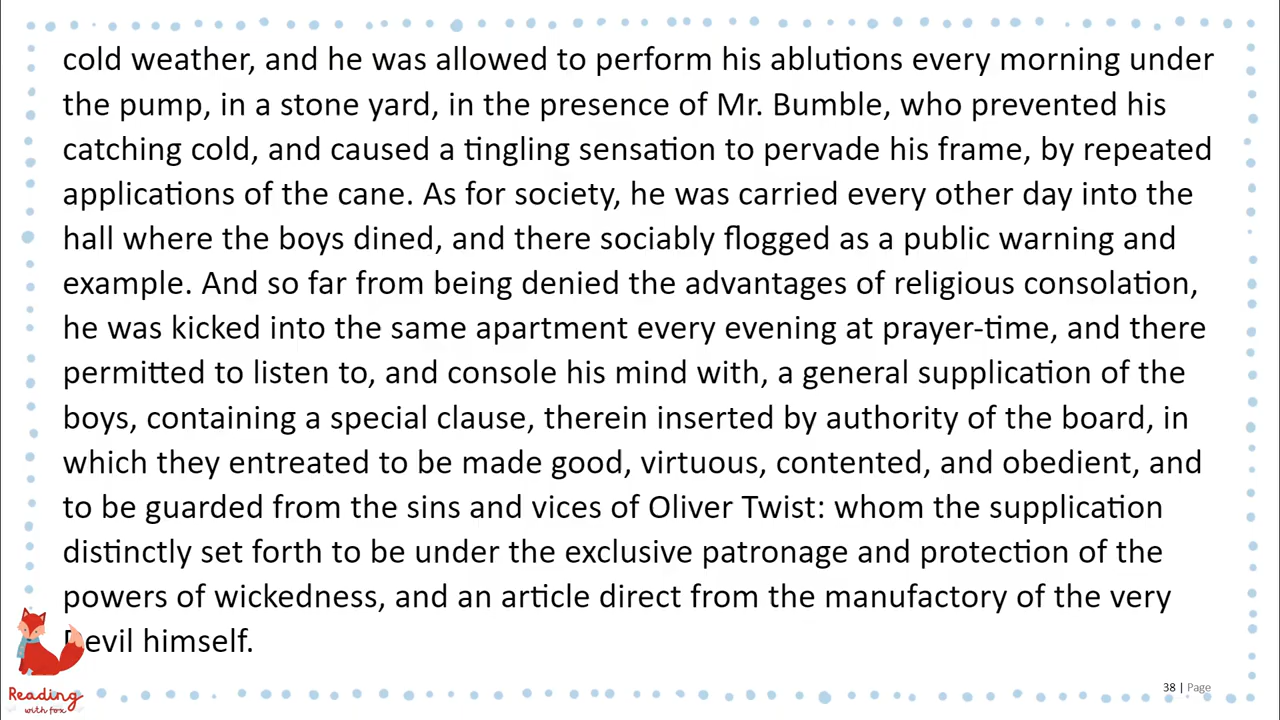 cold weather, and he was allowed to perform his ablutions every morning under
the pump, in a stone yard, in the presence of Mr. Bumble, who prevented his
catching cold, and caused a tingling sensation to pervade his frame, by repeated
applications of the cane. As for society, he was carried every other day into the
hall where the boys dined, and there sociably flogged as a public warning and
example. And so far from being denied the advantages of religious consolation,
he was kicked into the same apartment every evening at prayer-time, and there
permitted to listen to, and console his mind with, a general supplication of the
boys, containing a special clause, therein inserted by authority of the board, in
which they entreated to be made good, virtuous, contented, and obedient, and
to be guarded from the sins and vices of Oliver Twist: whom the supplication
distinctly set forth to be under the exclusive patronage and protection of the
powers of wickedness, and an article direct from the manufactory of the very
Devil himself.
38 | Page
Reading
with fox